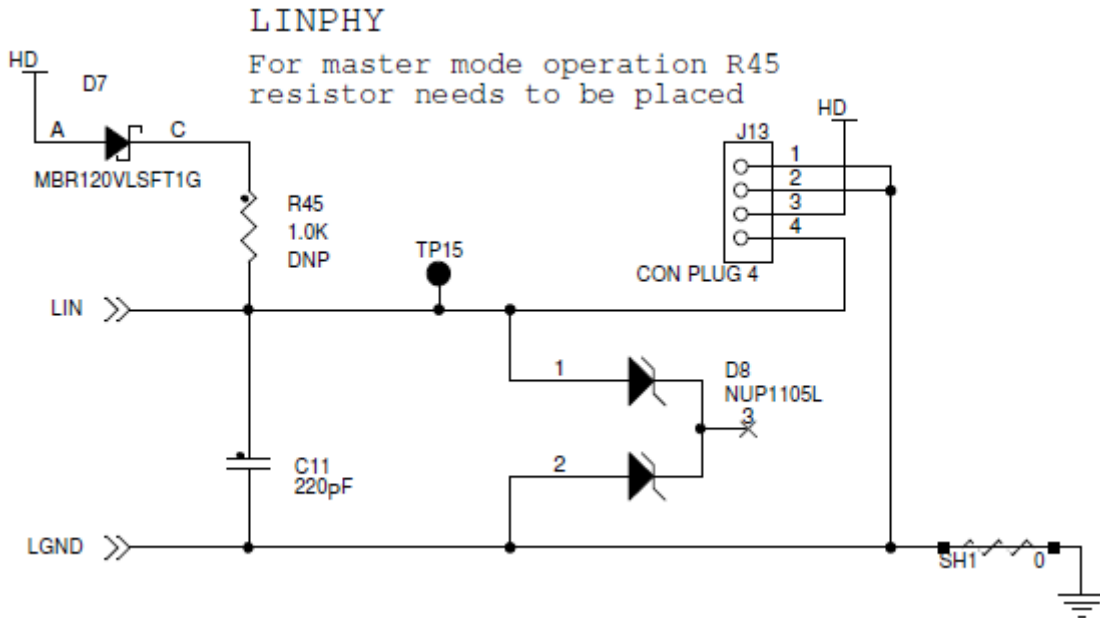 LINPHY
For master mode operation R45
resistor needs to be placed
HD
D7
A
C
MBR120VLSFT1G
R45
1.0K
DNP
TP15
HD
J13
1
2
3
4
CON PLUG 4
LIN
1
D8
NUP1105L
3
2
C11
220pF
LGND
SH1
0